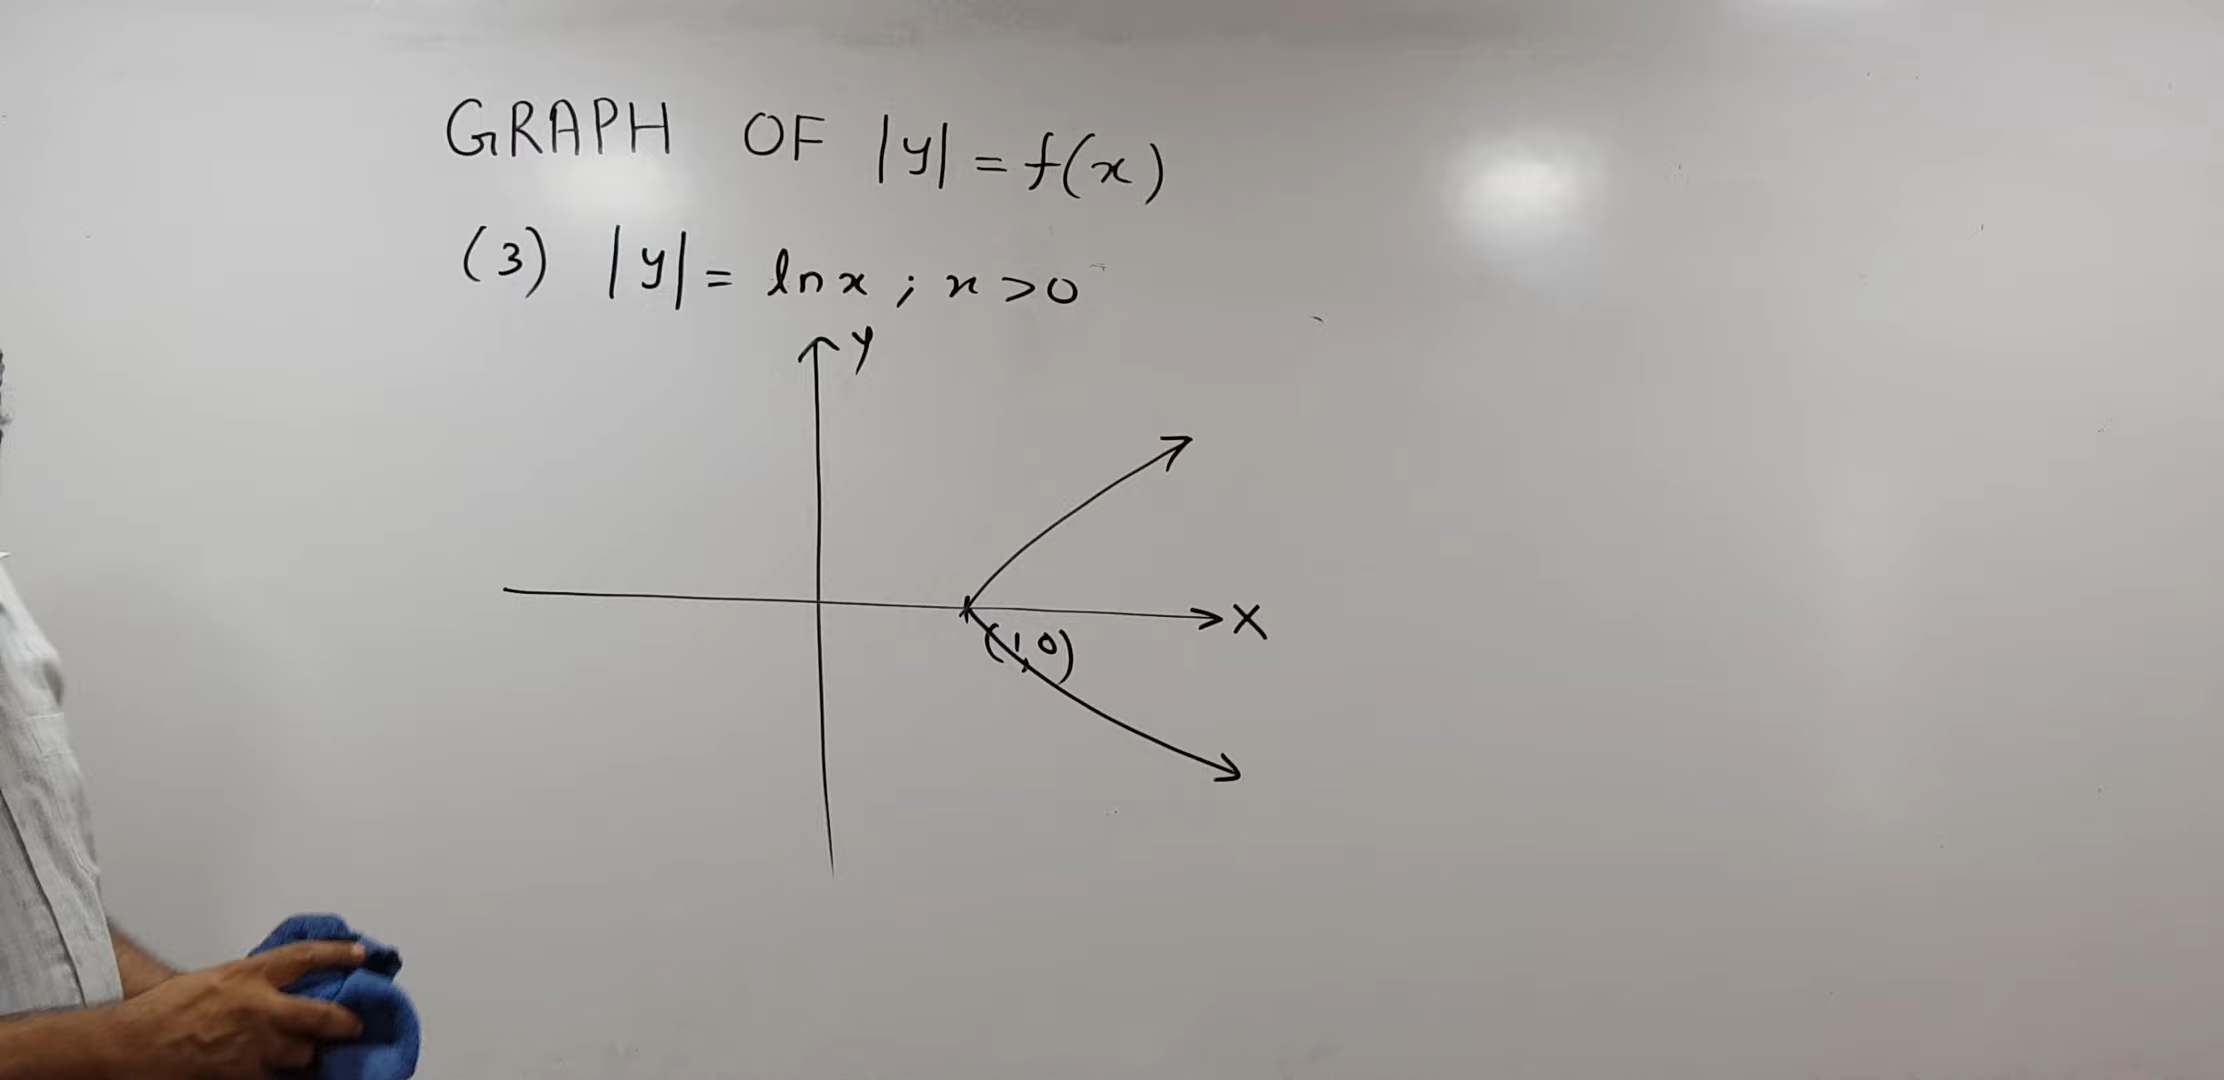 GRAPH OF |y| = f(x)
(3) |y| = ln x ; x > 0
y
X
(1,0)